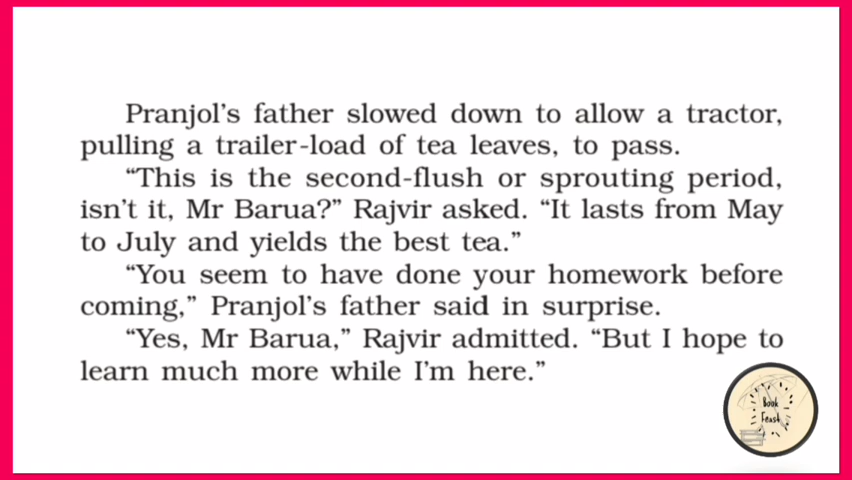 Pranjol's father slowed down to allow a tractor,
pulling a trailer-load of tea leaves, to pass.
“This is the second-flush or sprouting period,
isn't it, Mr Barua?” Rajvir asked. “It lasts from May
to July and yields the best tea.”
“You seem to have done your homework before
coming,” Pranjol's father said in surprise.
“Yes, Mr Barua,” Rajvir admitted. “But I hope to
learn much more while I'm here.”
Book
Feast